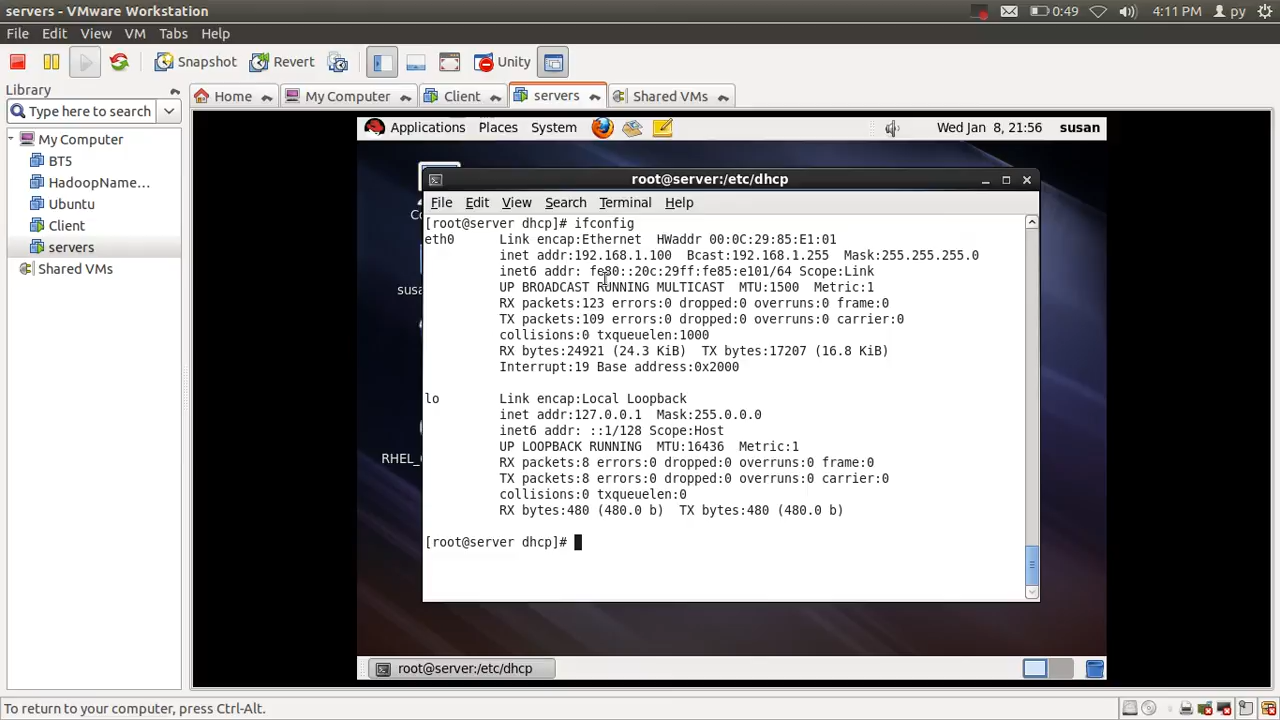 servers - VMware Workstation
0:49 4:11 PM py
File Edit View VM Tabs Help
Snapshot Revert Unity
Library
Type here to search
My Computer
BT5
HadoopName...
Ubuntu
Client
servers
Shared VMs
Home My Computer Client servers Shared VMs
Applications Places System Wed Jan 8, 21:56 susan
root@server:/etc/dhcp
File Edit View Search Terminal Help
[root@server dhcp]# ifconfig
eth0 Link encap:Ethernet HWaddr 00:0C:29:85:E1:01
inet addr:192.168.1.100 Bcast:192.168.1.255 Mask:255.255.255.0
inet6 addr: fe80::20c:29ff:fe85:e101/64 Scope:Link
UP BROADCAST RUNNING MULTICAST MTU:1500 Metric:1
RX packets:123 errors:0 dropped:0 overruns:0 frame:0
TX packets:109 errors:0 dropped:0 overruns:0 carrier:0
collisions:0 txqueuelen:1000
RX bytes:24921 (24.3 KiB) TX bytes:17207 (16.8 KiB)
Interrupt:19 Base address:0x2000
lo Link encap:Local Loopback
inet addr:127.0.0.1 Mask:255.0.0.0
inet6 addr: ::1/128 Scope:Host
UP LOOPBACK RUNNING MTU:16436 Metric:1
RX packets:8 errors:0 dropped:0 overruns:0 frame:0
TX packets:8 errors:0 dropped:0 overruns:0 carrier:0
collisions:0 txqueuelen:0
RX bytes:480 (480.0 b) TX bytes:480 (480.0 b)
[root@server dhcp]#
Co
susa
RHEL_
root@server:/etc/dhcp
To return to your computer, press Ctrl-Alt.